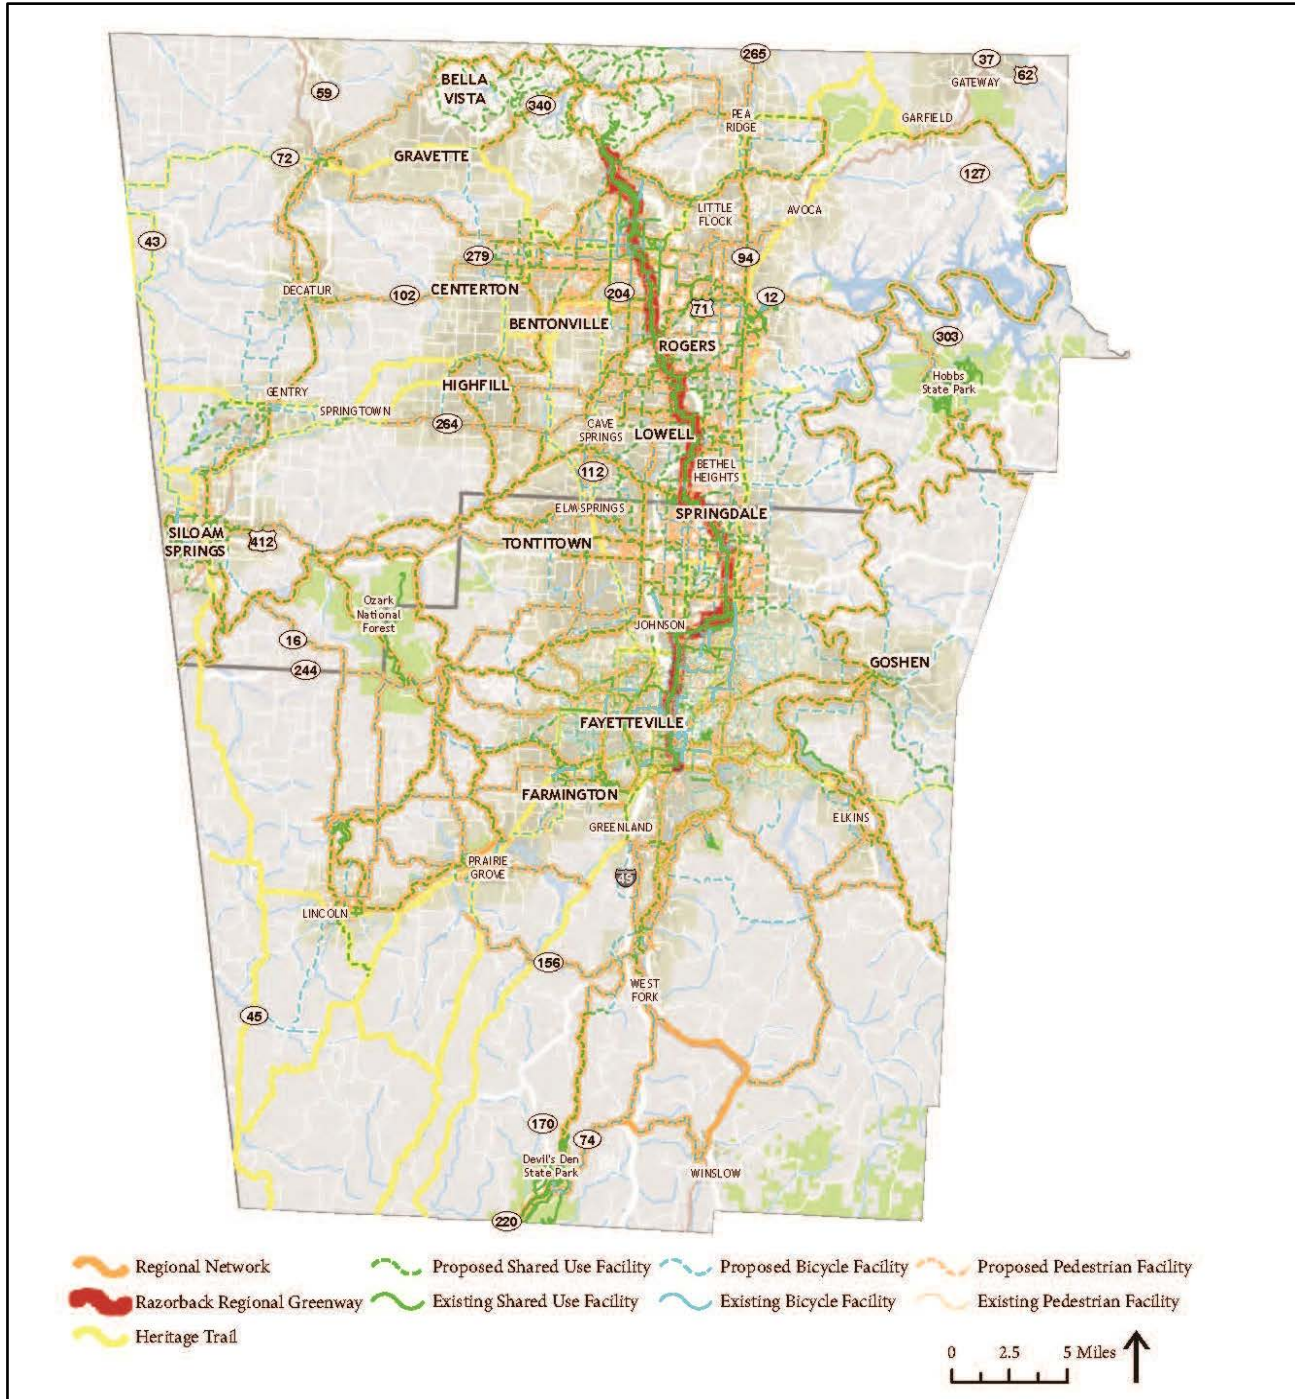 265
37
62
GATEWAY
BELLA
VISTA
59
340
PEA
RIDGE
GARFIELD
72
GRAVETTE
127
LITTLE
FLOCK
AVOCA
43
279
94
DECATUR
102
CENTERTON
204
12
71
BENTONVILLE
ROGERS
303
Hobbs
State Park
HIGHFILL
GENTRY
SPRINGTOWN
264
CAVE
SPRINGS
LOWELL
112
BETHEL
HEIGHTS
ELM SPRINGS
SPRINGDALE
SILOAM
SPRINGS
412
TONTITOWN
Ozark
National
Forest
JOHNSON
16
244
GOSHEN
FAYETTEVILLE
FARMINGTON
GREENLAND
ELKINS
PRAIRIE
GROVE
49
LINCOLN
156
WEST
FORK
45
170
74
Devil's Den
State Park
WINSLOW
220
Regional Network
Proposed Shared Use Facility
Proposed Bicycle Facility
Proposed Pedestrian Facility
Razorback Regional Greenway
Existing Shared Use Facility
Existing Bicycle Facility
Existing Pedestrian Facility
Heritage Trail
0 2.5 5 Miles